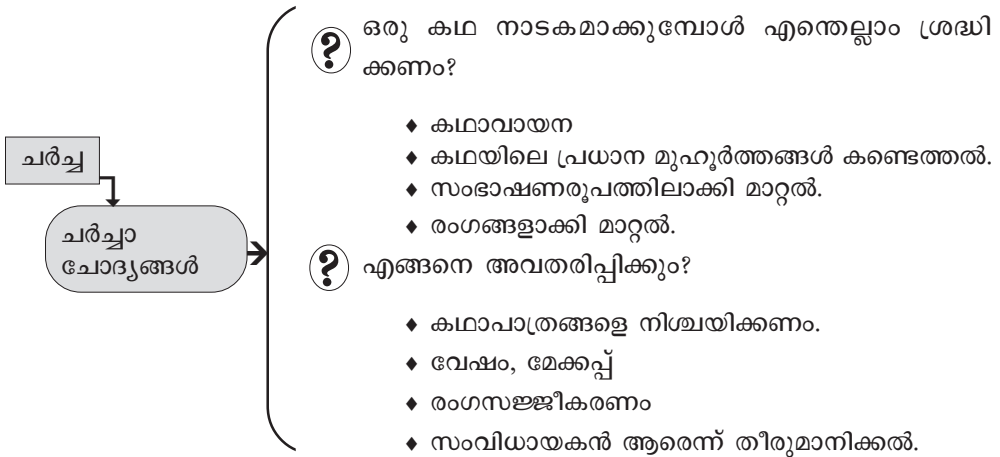 ചർച്ച
ചർച്ചാ
ചോദ്യങ്ങൾ
? ഒരു കഥ നാടകമാക്കുമ്പോൾ എന്തെല്ലാം ശ്രദ്ധി
ക്കണം?
♦ കഥാവായന
♦ കഥയിലെ പ്രധാന മുഹൂർത്തങ്ങൾ കണ്ടെത്തൽ.
♦ സംഭാഷണരൂപത്തിലാക്കി മാറ്റൽ.
♦ രംഗങ്ങളാക്കി മാറ്റൽ.
? എങ്ങനെ അവതരിപ്പിക്കും?
♦ കഥാപാത്രങ്ങളെ നിശ്ചയിക്കണം.
♦ വേഷം, മേക്കപ്പ്
♦ രംഗസജ്ജീകരണം
♦ സംവിധായകൻ ആരെന്ന് തീരുമാനിക്കൽ.